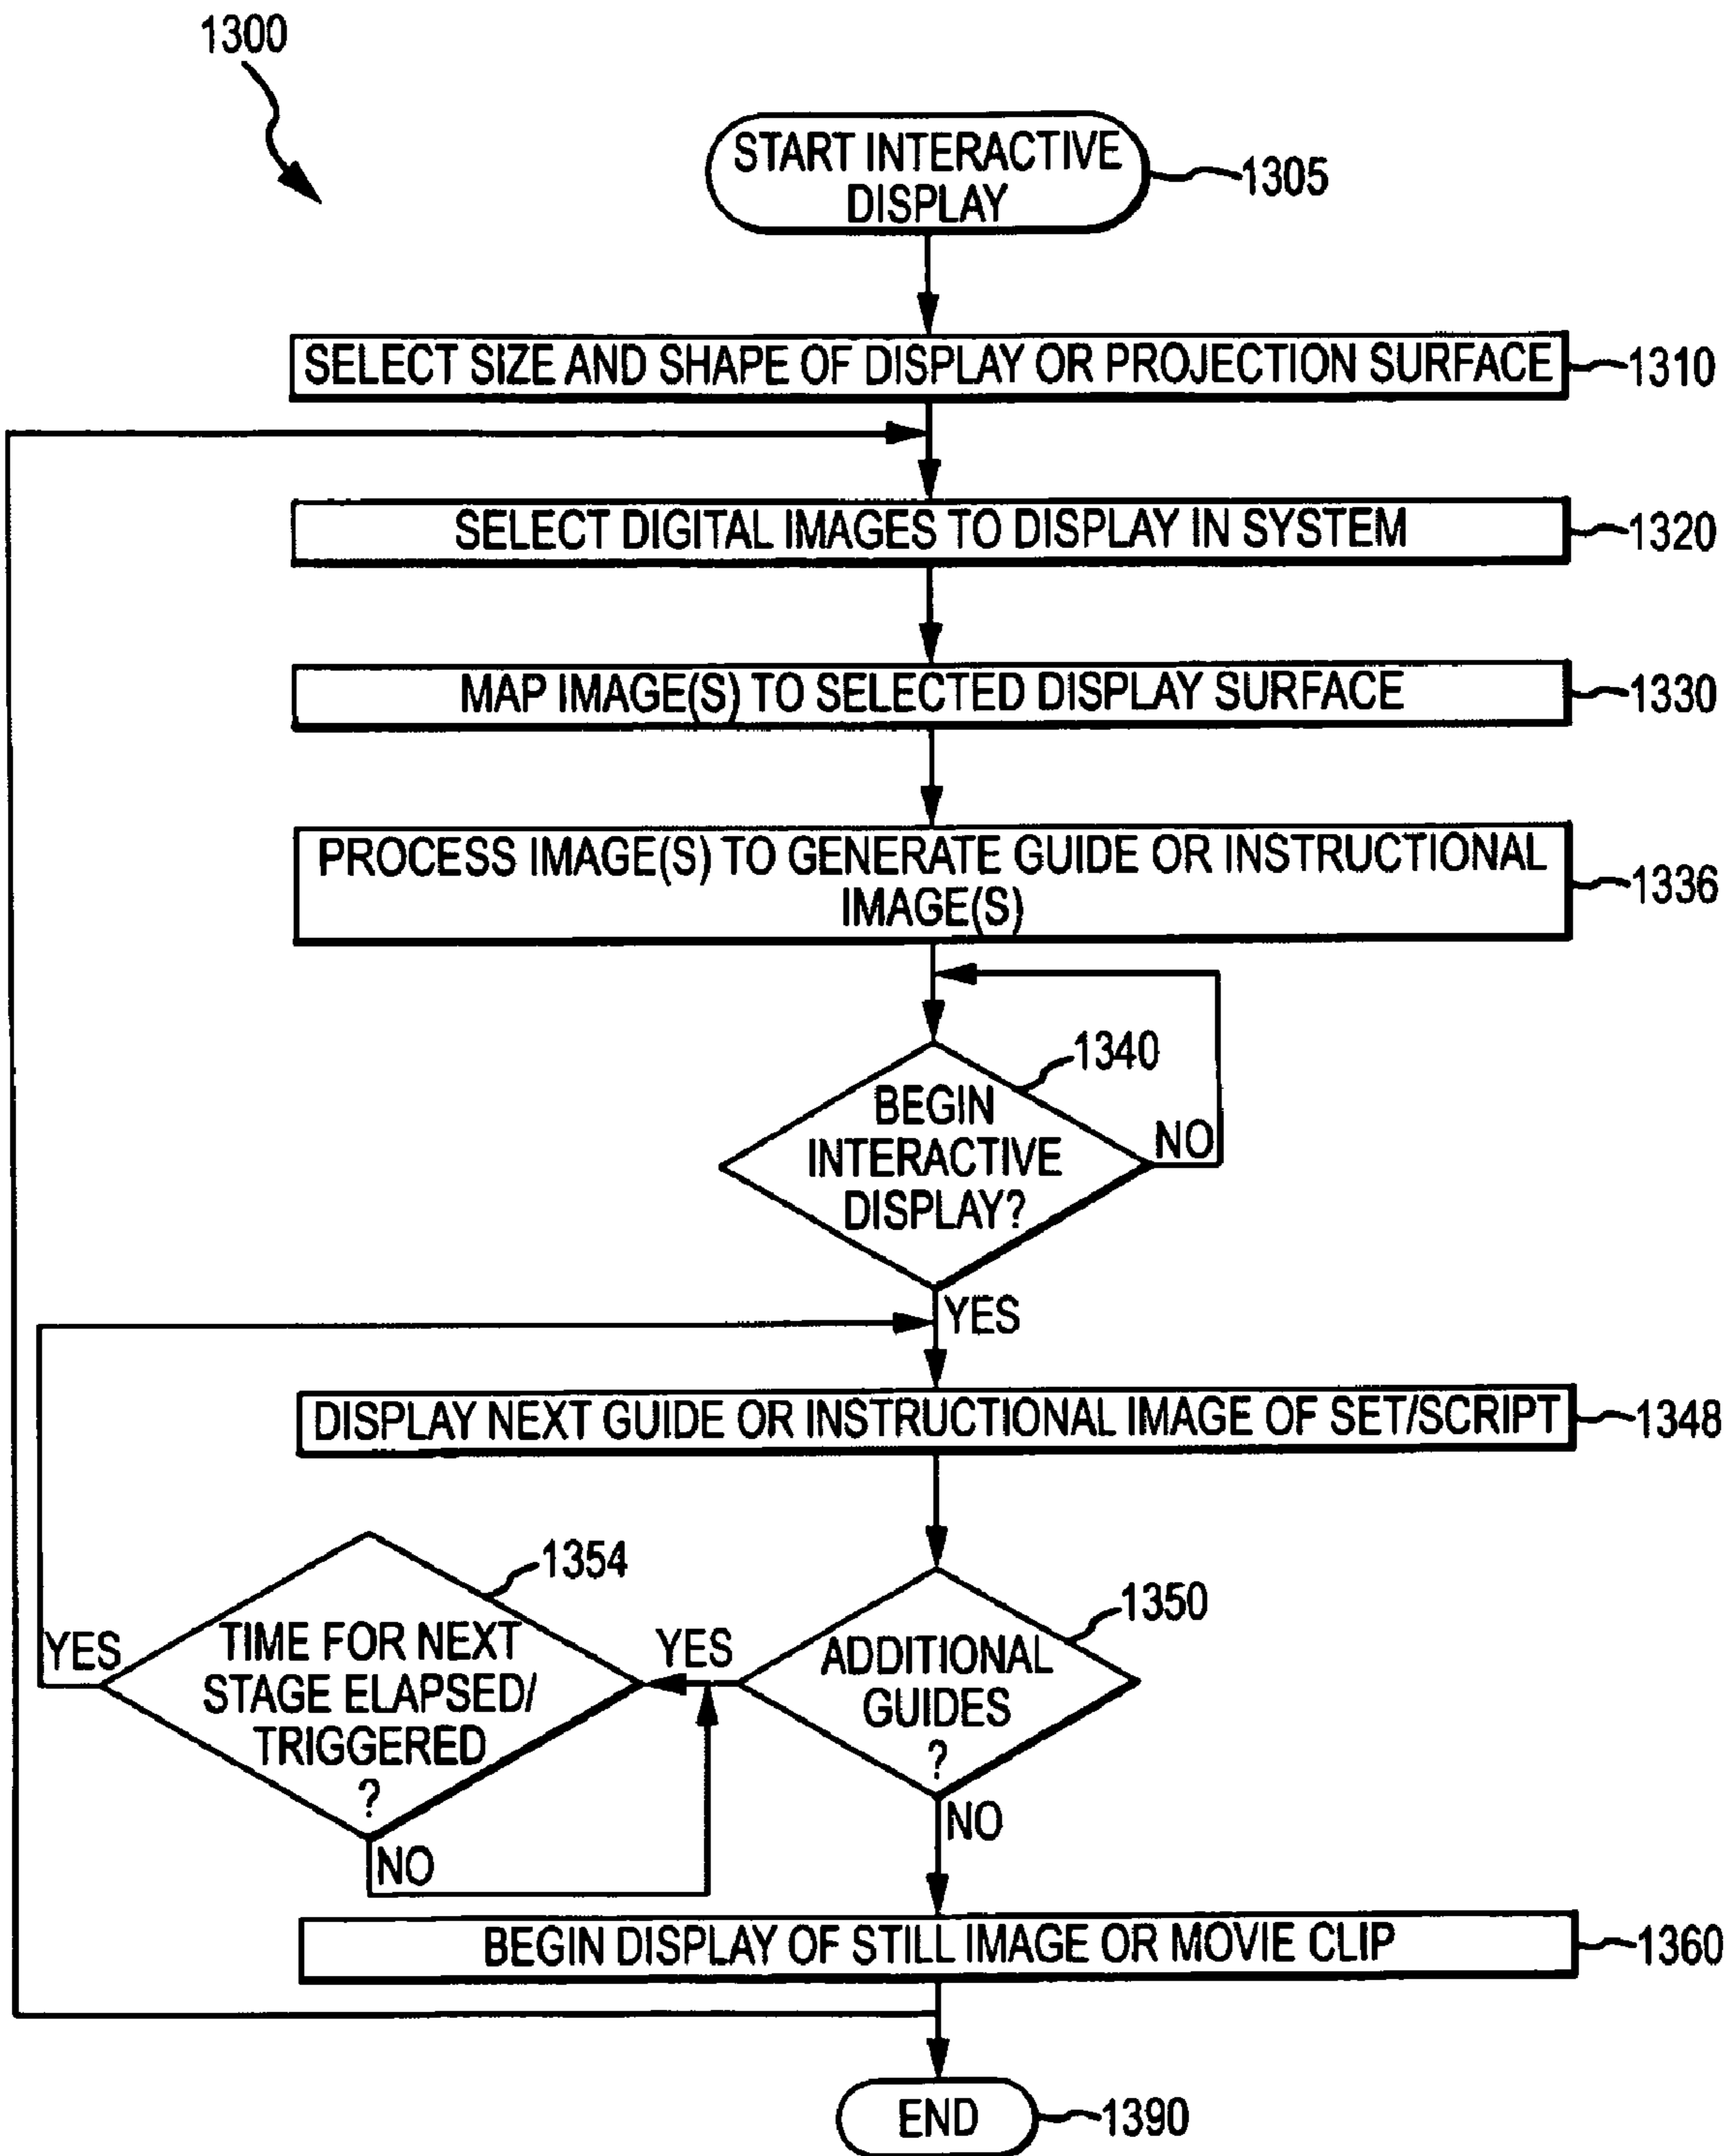 1300
START INTERACTIVE
DISPLAY
1305
SELECT SIZE AND SHAPE OF DISPLAY OR PROJECTION SURFACE
1310
SELECT DIGITAL IMAGES TO DISPLAY IN SYSTEM
1320
MAP IMAGE(S) TO SELECTED DISPLAY SURFACE
1330
PROCESS IMAGE(S) TO GENERATE GUIDE OR INSTRUCTIONAL
IMAGE(S)
1336
1340
BEGIN
INTERACTIVE
DISPLAY?
NO
YES
DISPLAY NEXT GUIDE OR INSTRUCTIONAL IMAGE OF SET/SCRIPT
1348
1354
TIME FOR NEXT
STAGE ELAPSED/
TRIGGERED
?
YES
NO
YES
1350
ADDITIONAL
GUIDES
?
NO
BEGIN DISPLAY OF STILL IMAGE OR MOVIE CLIP
1360
END
1390